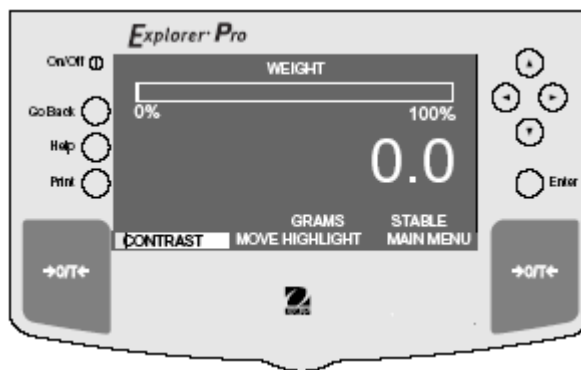 Explorer® Pro
On/Off
WEIGHT
Go Back
0% 100%
Help
0.0
Print
Enter
GRAMS STABLE
CONTRAST MOVE HIGHLIGHT MAIN MENU
→0/T← →0/T←
OHAUS